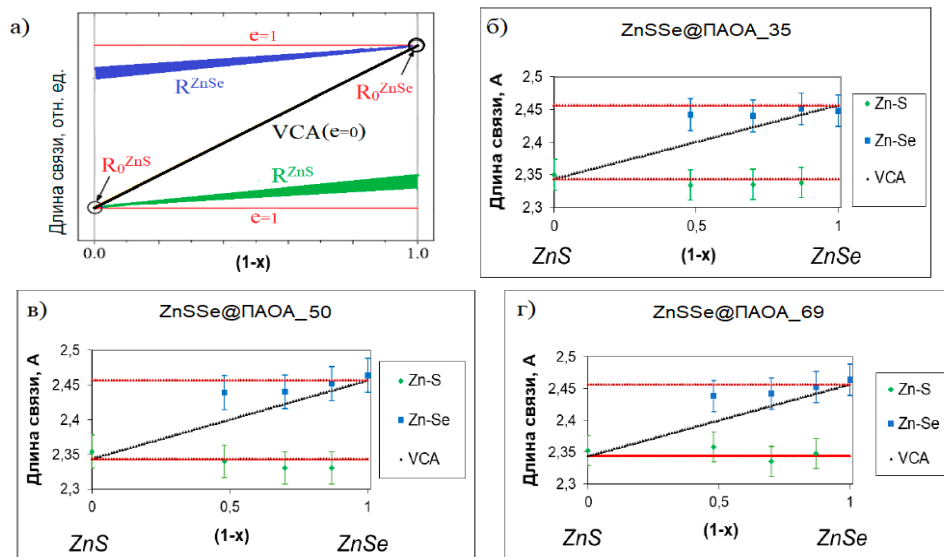 а)
Длина связи, отн. ед.
e=1
R^ZnSe
R₀^ZnSe
VCA(e=0)
R₀^ZnS
R^ZnS
e=1
0.0
1.0
(1-x)
б)
ZnSSe@ПАОА_35
Длина связи, А
2,5
2,45
2,4
2,35
2,3
0
0,5
1
ZnS
(1-x)
ZnSe
Zn-S
Zn-Se
VCA
в)
ZnSSe@ПАОА_50
Длина связи, А
2,5
2,45
2,4
2,35
2,3
0
0,5
1
ZnS
(1-x)
ZnSe
Zn-S
Zn-Se
VCA
г)
ZnSSe@ПАОА_69
Длина связи, А
2,5
2,45
2,4
2,35
2,3
0
0,5
1
ZnS
(1-x)
ZnSe
Zn-S
Zn-Se
VCA